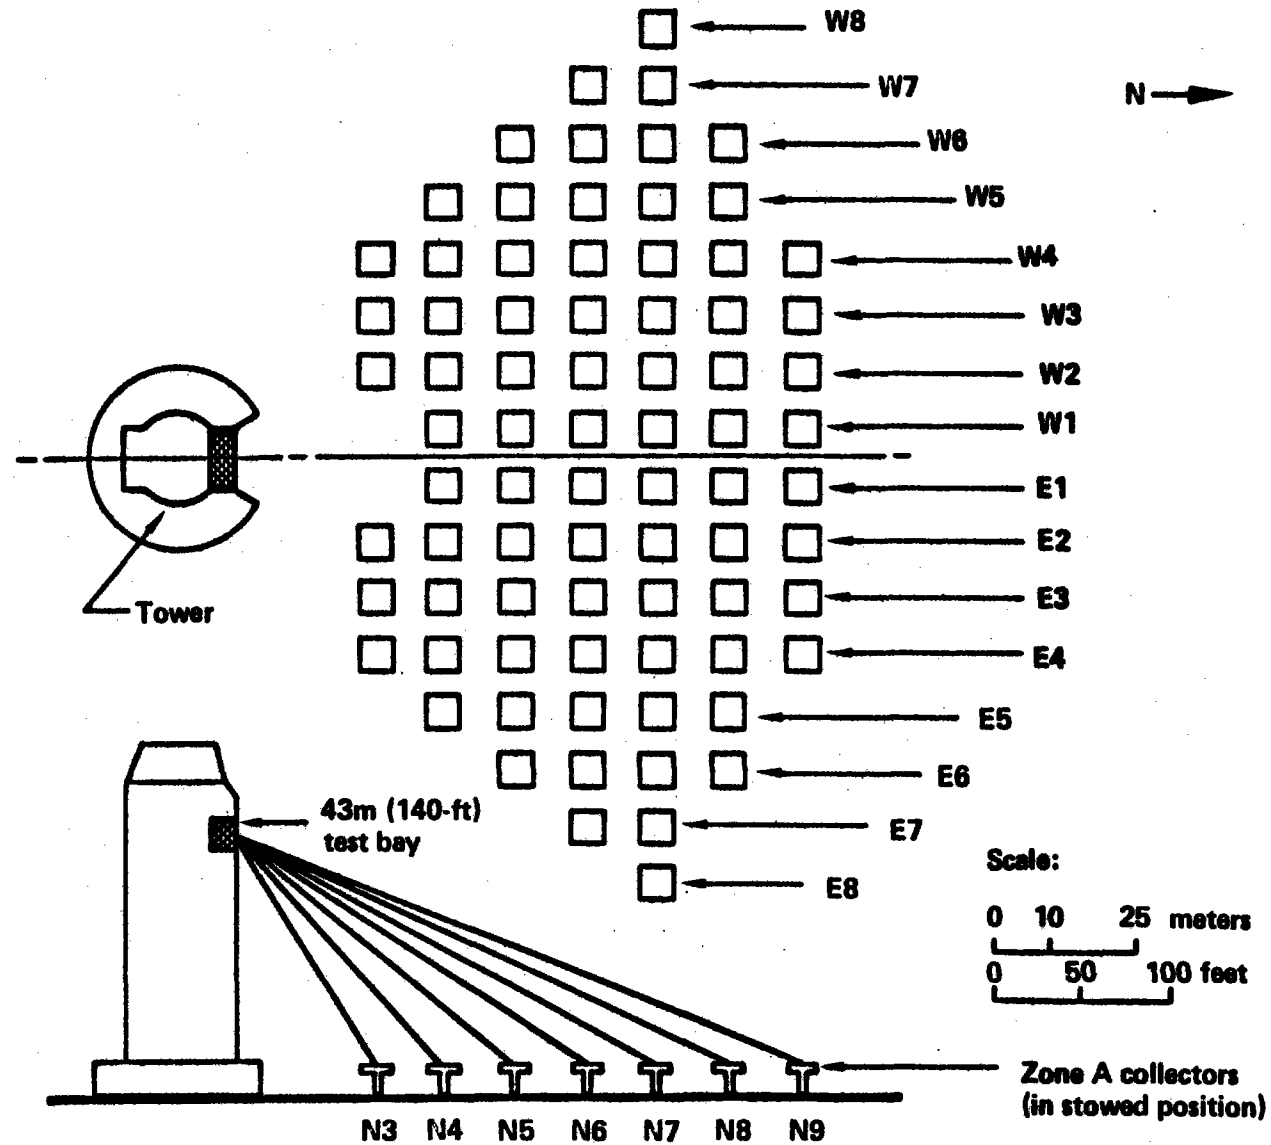 W8
W7
N
W6
W5
W4
W3
W2
W1
E1
E2
E3
Tower
E4
E5
E6
43m (140-ft)
test bay
E7
Scale:
E8
0 10 25 meters
0 50 100 feet
Zone A collectors
(in stowed position)
N3 N4 N5 N6 N7 N8 N9